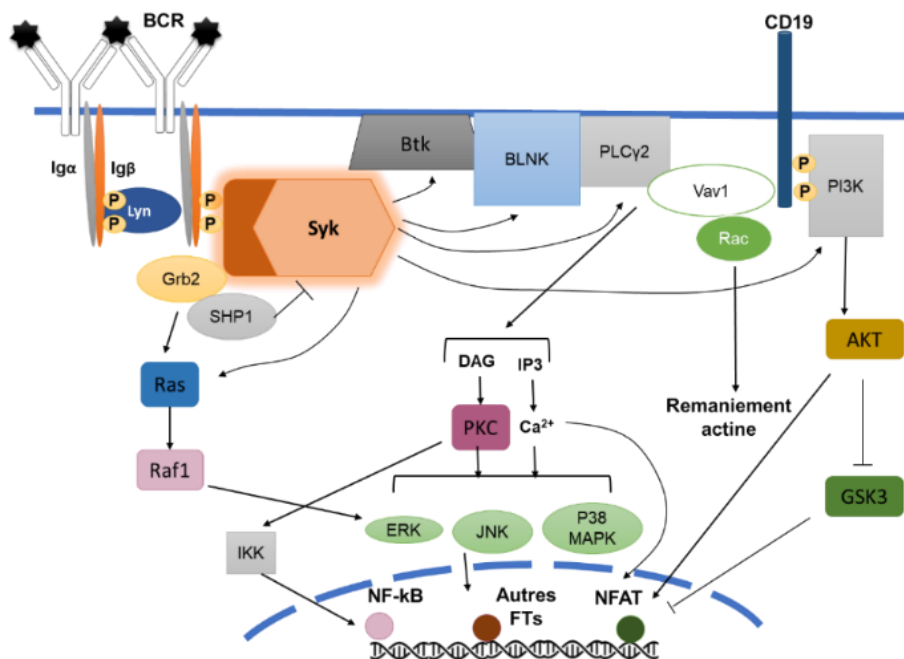 BCR
CD19
Igα
Igβ
P
P
Lyn
P
P
Syk
Btk
BLNK
PLCγ2
Vav1
Rac
P
P
PI3K
Grb2
SHP1
Ras
Raf1
DAG
IP3
PKC
Ca²⁺
Remaniement
actine
AKT
GSK3
ERK
JNK
P38
MAPK
IKK
NF-kB
Autres
FTs
NFAT